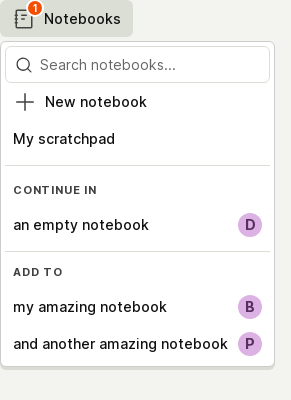 1
Notebooks
Search notebooks...
New notebook
My scratchpad
CONTINUE IN
an empty notebook D
ADD TO
my amazing notebook B
and another amazing notebook P